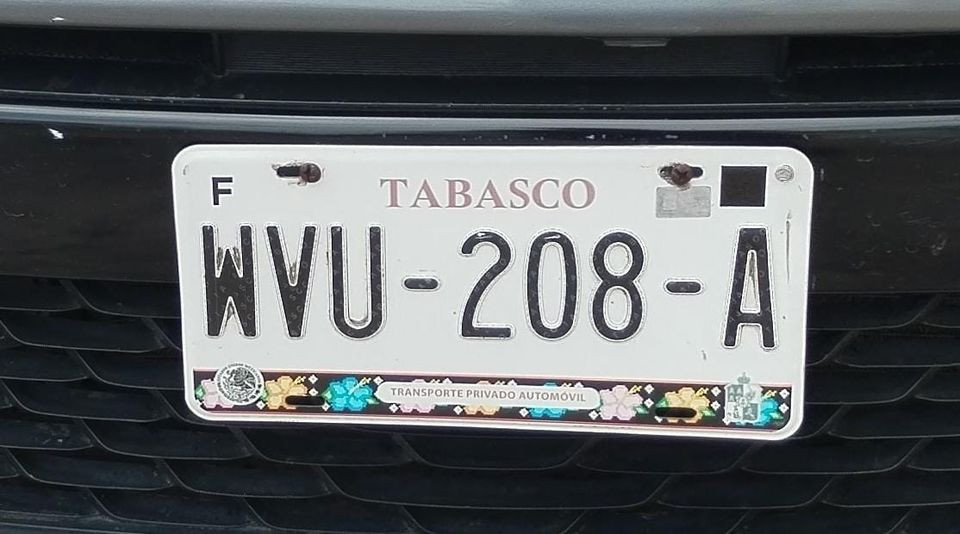 F
TABASCO
WVU-208-A
TRANSPORTE PRIVADO AUTOMÓVIL